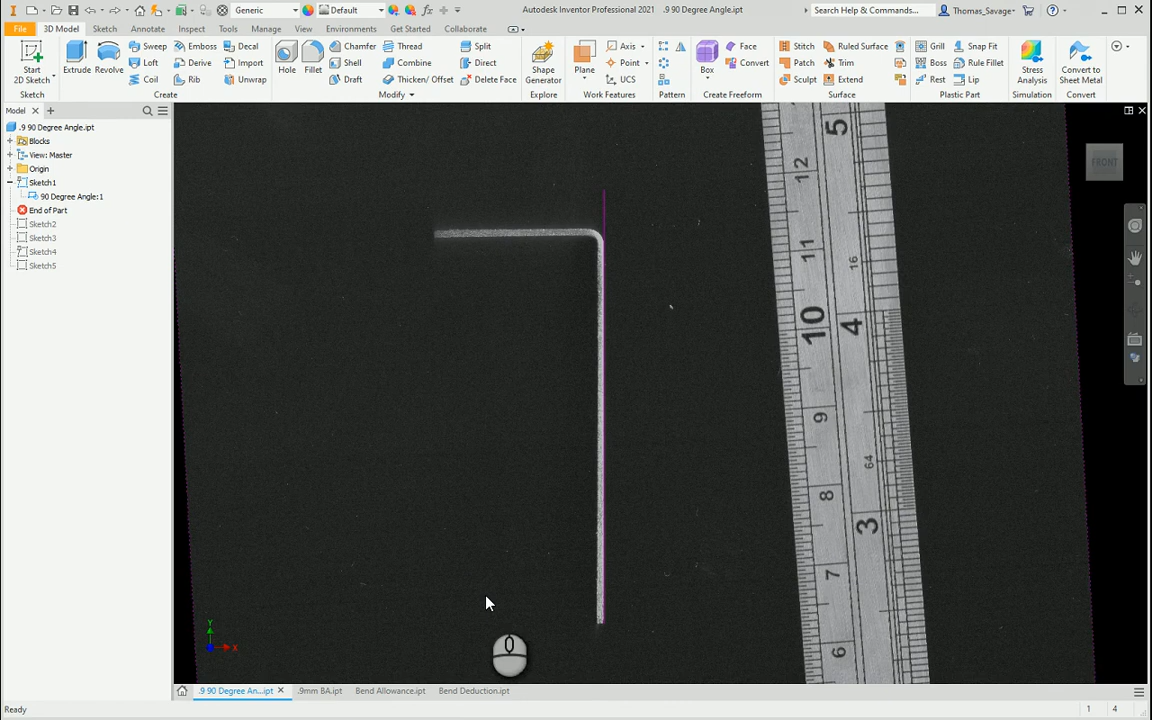 Generic Default Autodesk Inventor Professional 2021 .9 90 Degree Angle.ipt Search Help & Commands... Thomas_Savage
File 3D Model Sketch Annotate Inspect Tools Manage View Environments Get Started Collaborate
Start 2D Sketch Extrude Revolve Sweep Emboss Decal Hole Fillet Chamfer Thread Split Shape Generator Plane Axis Box Face Convert Stitch Ruled Surface Grill Snap Fit Stress Analysis Convert to Sheet Metal
Loft Derive Import Shell Combine Direct Point Patch Trim Boss Rule Fillet
Coil Rib Unwrap Draft Thicken/ Offset Delete Face UCS Sculpt Extend Rest Lip
Sketch Create Modify Explore Work Features Pattern Create Freeform Surface Plastic Part Simulation Convert
Model
.9 90 Degree Angle.ipt
Blocks
View: Master
Origin
Sketch1
90 Degree Angle:1
End of Part
Sketch2
Sketch3
Sketch4
Sketch5
FRONT
5
12
11
16
10 4
9
64
8
3
7
6
Y
X
.9 90 Degree An...ipt .9mm BA.ipt Bend Allowance.ipt Bend Deduction.ipt
Ready 1 4